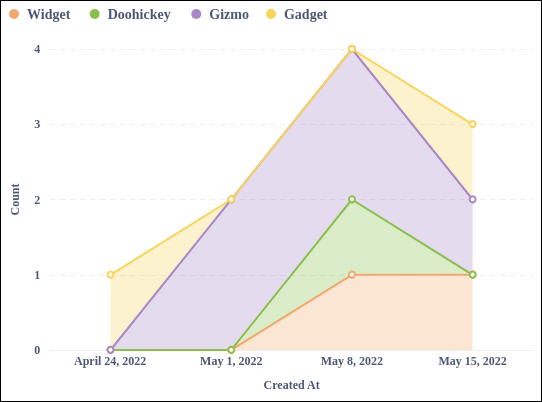 Widget Doohickey Gizmo Gadget
4
3
2
1
0
Count
April 24, 2022 May 1, 2022 May 8, 2022 May 15, 2022
Created At